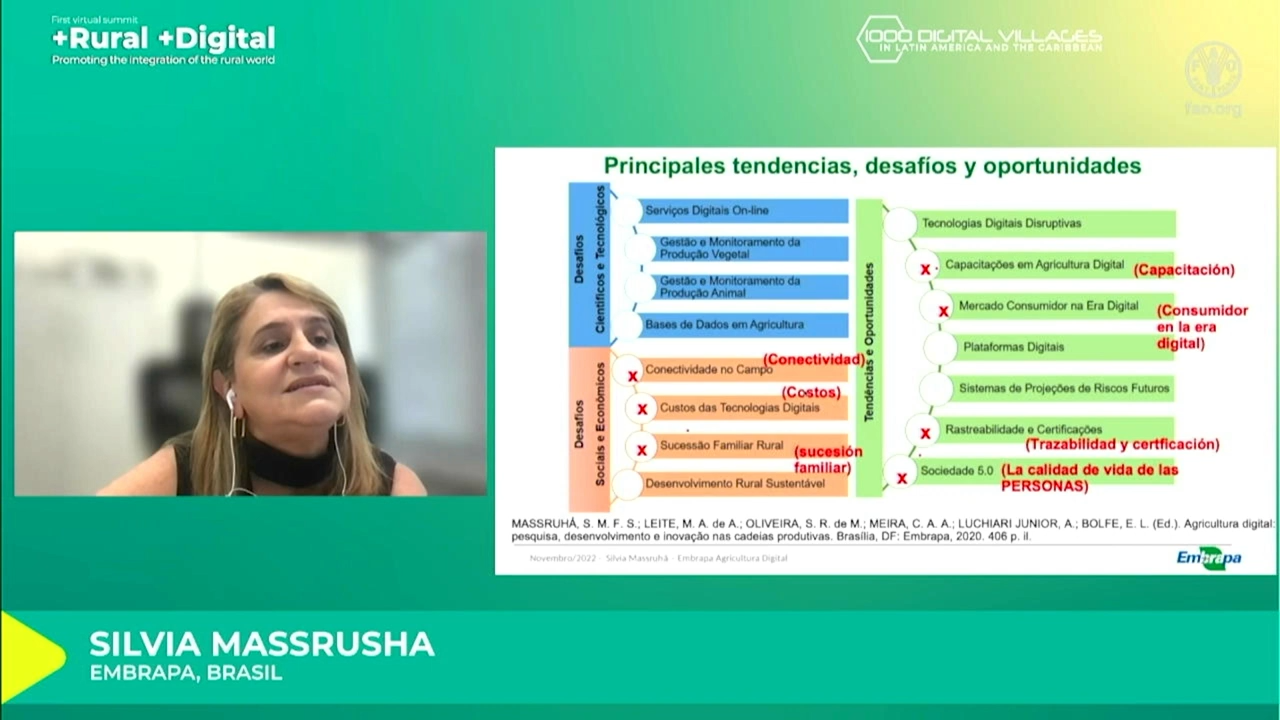 First virtual summit
+Rural +Digital
Promoting the integration of the rural world
1000 DIGITAL VILLAGES
IN LATIN AMERICA AND THE CARIBBEAN
fao.org
Principales tendencias, desafíos y oportunidades
Desafios
Científicos e Tecnológicos
Serviços Digitais On-line
Gestão e Monitoramento da
Produção Vegetal
Gestão e Monitoramento da
Produção Animal
Bases de Dados em Agricultura
Desafios
Sociais e Econômicos
x
Conectividade no Campo
(Conectividad)
x
Custos das Tecnologias Digitais
(Costos)
x
Sucessão Familiar Rural
(sucesión
familiar)
Desenvolvimento Rural Sustentável
Tendências e Oportunidades
Tecnologias Digitais Disruptivas
x
Capacitações em Agricultura Digital
(Capacitación)
x
Mercado Consumidor na Era Digital
(Consumidor
en la era
digital)
Plataformas Digitais
Sistemas de Projeções de Riscos Futuros
x
Rastreabilidade e Certificações
(Trazabilidad y certficación)
x
Sociedade 5.0
(La calidad de vida de las
PERSONAS)
MASSRUHÁ, S. M. F. S.; LEITE, M. A. de A.; OLIVEIRA, S. R. de M.; MEIRA, C. A. A.; LUCHIARI JUNIOR, A.; BOLFE, E. L. (Ed.). Agricultura digital:
pesquisa, desenvolvimento e inovação nas cadeias produtivas. Brasília, DF: Embrapa, 2020. 406 p. il.
Novembro/2022 - Silvia Massruhá - Embrapa Agricultura Digital
Embrapa
SILVIA MASSRUSHA
EMBRAPA, BRASIL